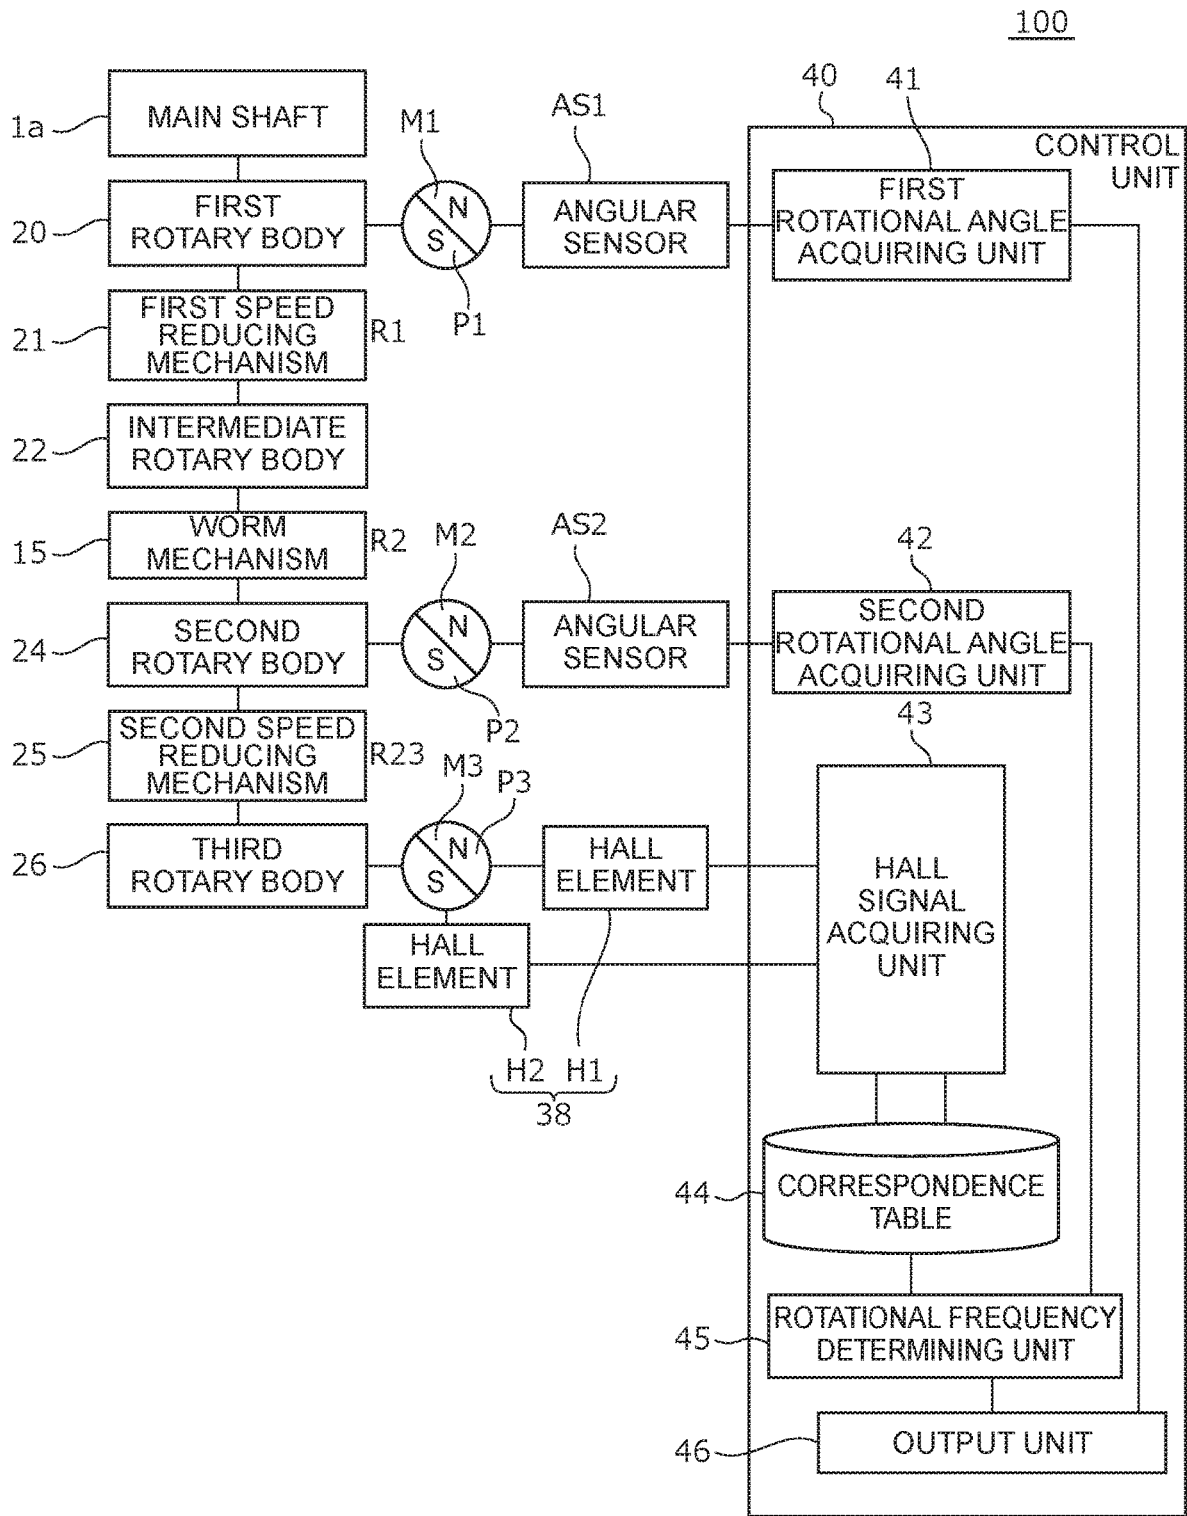 100
40
41
1a
MAIN SHAFT
M1
AS1
CONTROL
UNIT
20
FIRST
ROTARY BODY
N
S
ANGULAR
SENSOR
FIRST
ROTATIONAL ANGLE
ACQUIRING UNIT
P1
21
FIRST SPEED
REDUCING
MECHANISM
R1
22
INTERMEDIATE
ROTARY BODY
15
WORM
MECHANISM
R2
M2
AS2
42
24
SECOND
ROTARY BODY
N
S
ANGULAR
SENSOR
SECOND
ROTATIONAL ANGLE
ACQUIRING UNIT
P2
43
25
SECOND SPEED
REDUCING
MECHANISM
R23
M3
P3
26
THIRD
ROTARY BODY
N
S
HALL
ELEMENT
HALL
SIGNAL
ACQUIRING
UNIT
HALL
ELEMENT
H2
H1
38
44
CORRESPONDENCE
TABLE
45
ROTATIONAL FREQUENCY
DETERMINING UNIT
46
OUTPUT UNIT